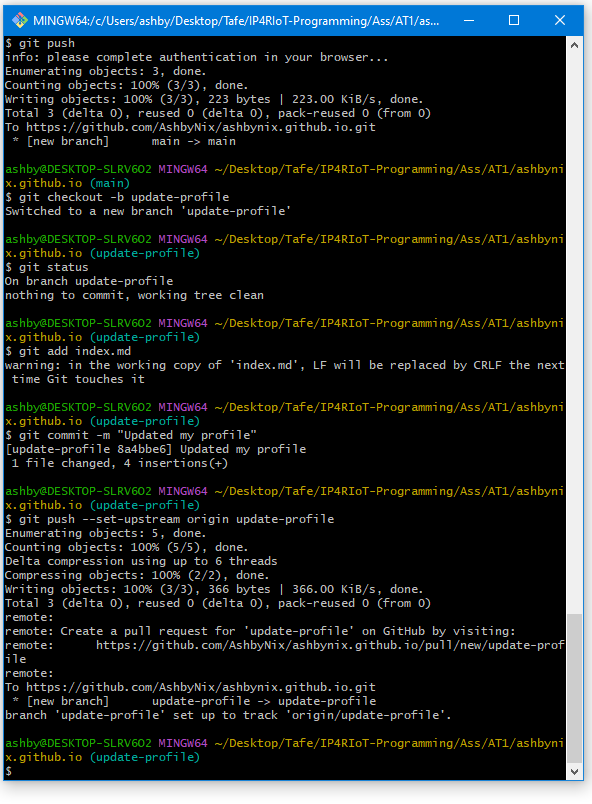 MINGW64:/c/Users/ashby/Desktop/Tafe/IP4RIoT-Programming/Ass/AT1/as...
$ git push
info: please complete authentication in your browser...
Enumerating objects: 3, done.
Counting objects: 100% (3/3), done.
Writing objects: 100% (3/3), 223 bytes | 223.00 KiB/s, done.
Total 3 (delta 0), reused 0 (delta 0), pack-reused 0 (from 0)
To https://github.com/AshbyNix/ashbynix.github.io.git
 * [new branch]      main -> main
ashby@DESKTOP-SLRV6O2 MINGW64 ~/Desktop/Tafe/IP4RIoT-Programming/Ass/AT1/ashbyni
x.github.io (main)
$ git checkout -b update-profile
Switched to a new branch 'update-profile'
ashby@DESKTOP-SLRV6O2 MINGW64 ~/Desktop/Tafe/IP4RIoT-Programming/Ass/AT1/ashbyni
x.github.io (update-profile)
$ git status
On branch update-profile
nothing to commit, working tree clean
ashby@DESKTOP-SLRV6O2 MINGW64 ~/Desktop/Tafe/IP4RIoT-Programming/Ass/AT1/ashbyni
x.github.io (update-profile)
$ git add index.md
warning: in the working copy of 'index.md', LF will be replaced by CRLF the next
 time Git touches it
ashby@DESKTOP-SLRV6O2 MINGW64 ~/Desktop/Tafe/IP4RIoT-Programming/Ass/AT1/ashbyni
x.github.io (update-profile)
$ git commit -m "Updated my profile"
[update-profile 8a4bbe6] Updated my profile
 1 file changed, 4 insertions(+)
ashby@DESKTOP-SLRV6O2 MINGW64 ~/Desktop/Tafe/IP4RIoT-Programming/Ass/AT1/ashbyni
x.github.io (update-profile)
$ git push --set-upstream origin update-profile
Enumerating objects: 5, done.
Counting objects: 100% (5/5), done.
Delta compression using up to 6 threads
Compressing objects: 100% (2/2), done.
Writing objects: 100% (3/3), 366 bytes | 366.00 KiB/s, done.
Total 3 (delta 0), reused 0 (delta 0), pack-reused 0 (from 0)
remote:
remote: Create a pull request for 'update-profile' on GitHub by visiting:
remote:      https://github.com/AshbyNix/ashbynix.github.io/pull/new/update-prof
ile
remote:
To https://github.com/AshbyNix/ashbynix.github.io.git
 * [new branch]      update-profile -> update-profile
branch 'update-profile' set up to track 'origin/update-profile'.
ashby@DESKTOP-SLRV6O2 MINGW64 ~/Desktop/Tafe/IP4RIoT-Programming/Ass/AT1/ashbyni
x.github.io (update-profile)
$